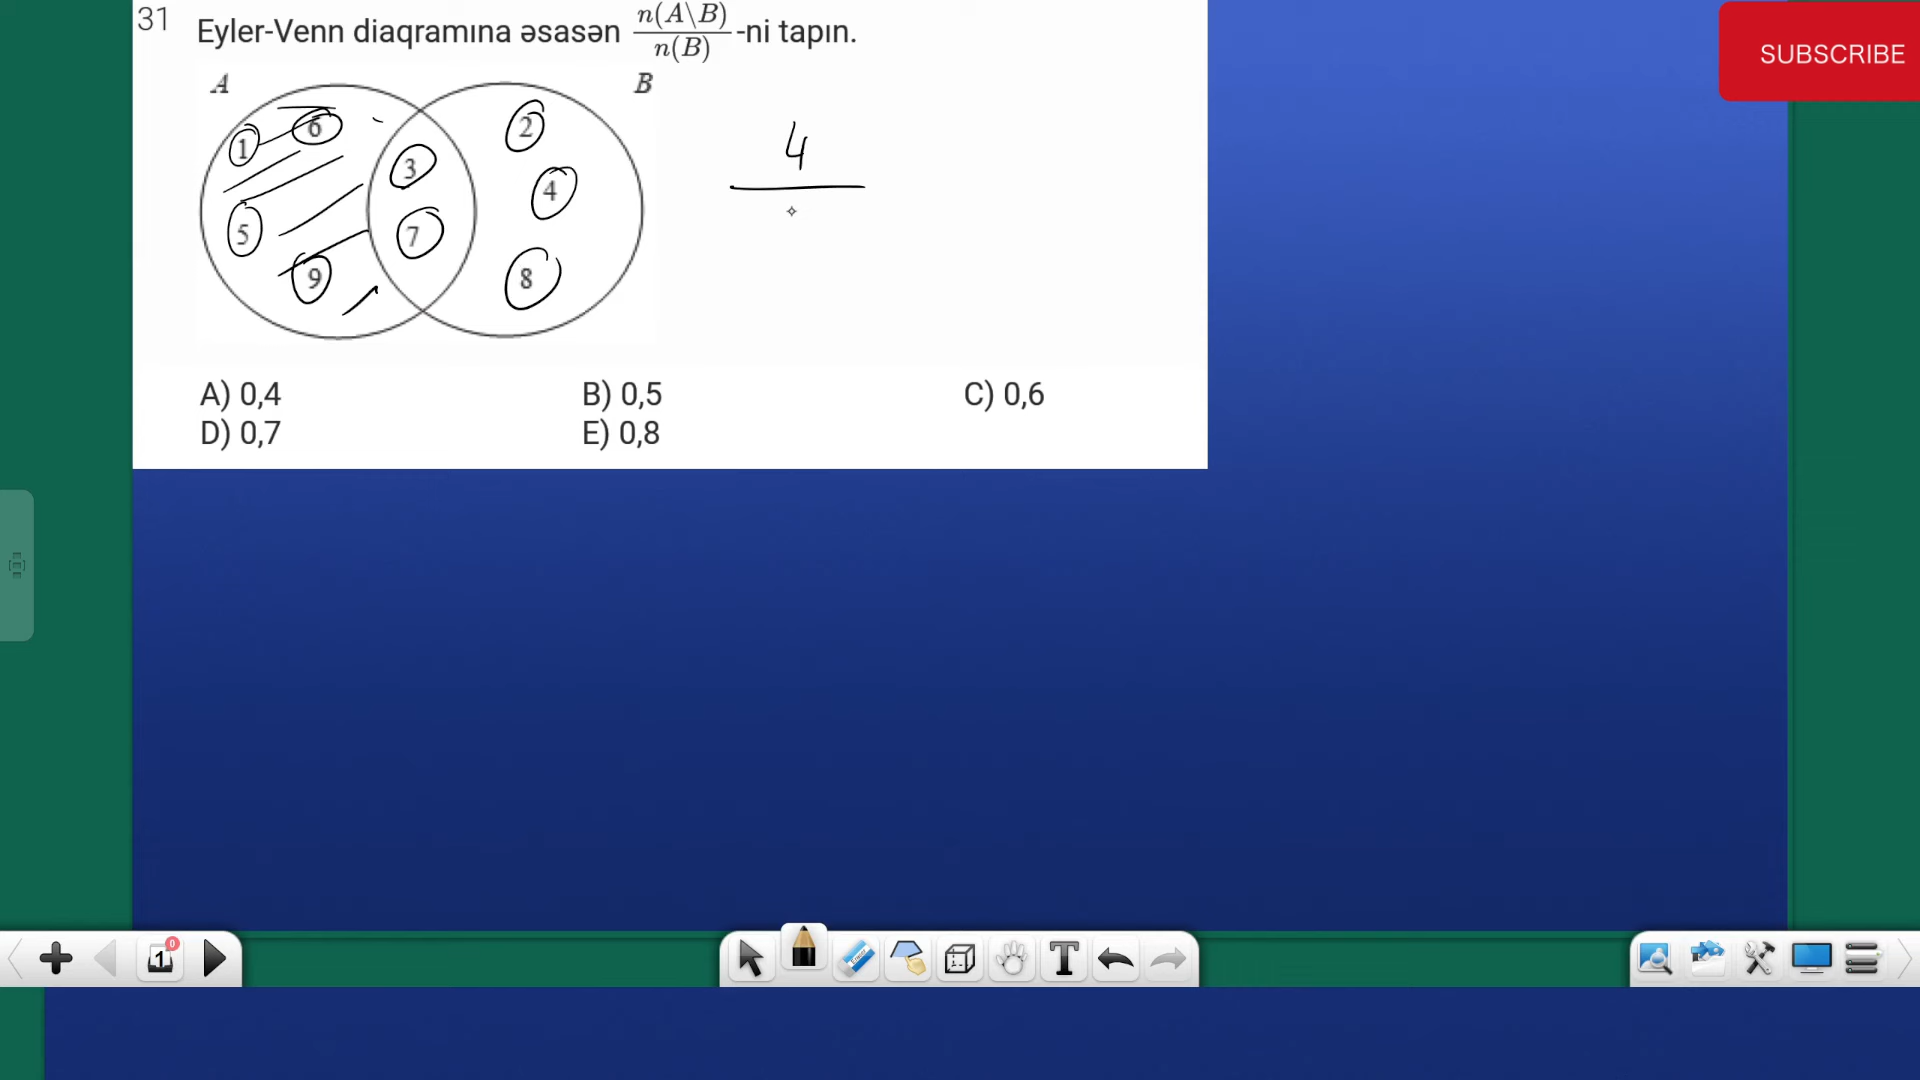 31 Eyler-Venn diaqramına əsasən n(A\B)/n(B) -ni tapın.
SUBSCRIBE
A B
1 6 3 2
5 7 4
9 8
4
A) 0,4 B) 0,5 C) 0,6
D) 0,7 E) 0,8
1 0
T